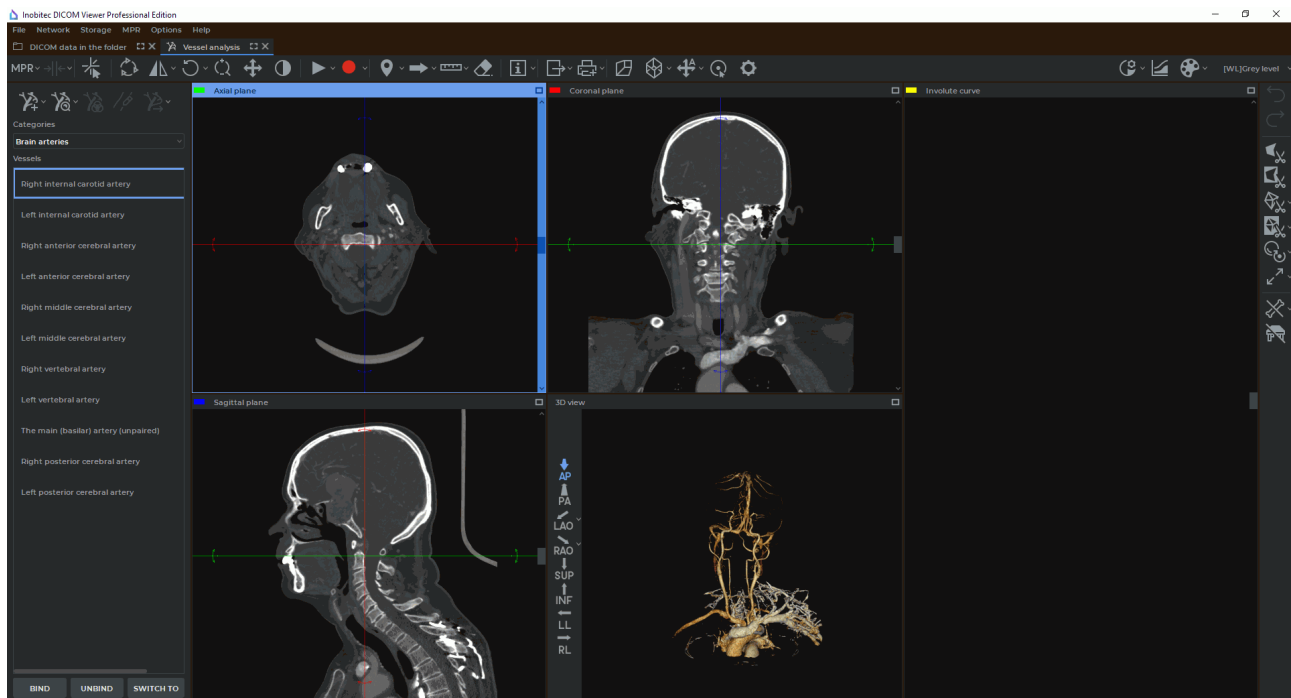 Inobitec DICOM Viewer Professional Edition
File Network Storage MPR Options Help
DICOM data in the folder Vessel analysis
MPR [WL]Grey level
Categories
Brain arteries
Vessels
Right internal carotid artery
Left internal carotid artery
Right anterior cerebral artery
Left anterior cerebral artery
Right middle cerebral artery
Left middle cerebral artery
Right vertebral artery
Left vertebral artery
The main (basilar) artery (unpaired)
Right posterior cerebral artery
Left posterior cerebral artery
BIND UNBIND SWITCH TO
Axial plane
Coronal plane
Involute curve
Sagittal plane
3D view
AP
PA
LAO
RAO
SUP
INF
LL
RL